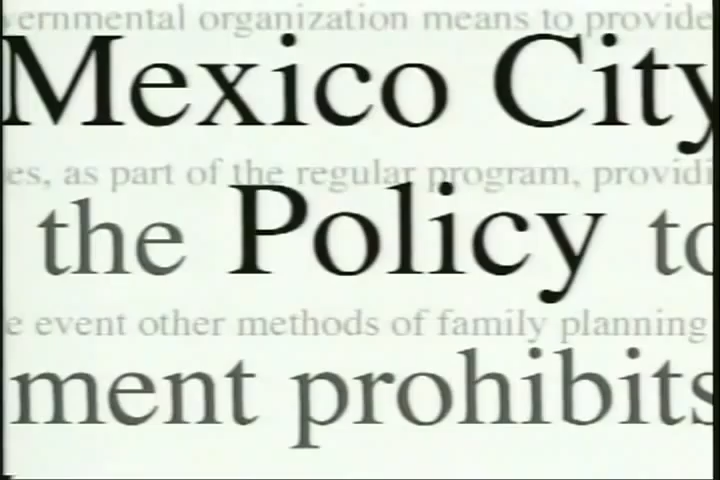 ernmental organization means to provide
Mexico City
es, as part of the regular program, providi
the Policy to
e event other methods of family planning
ment prohibits